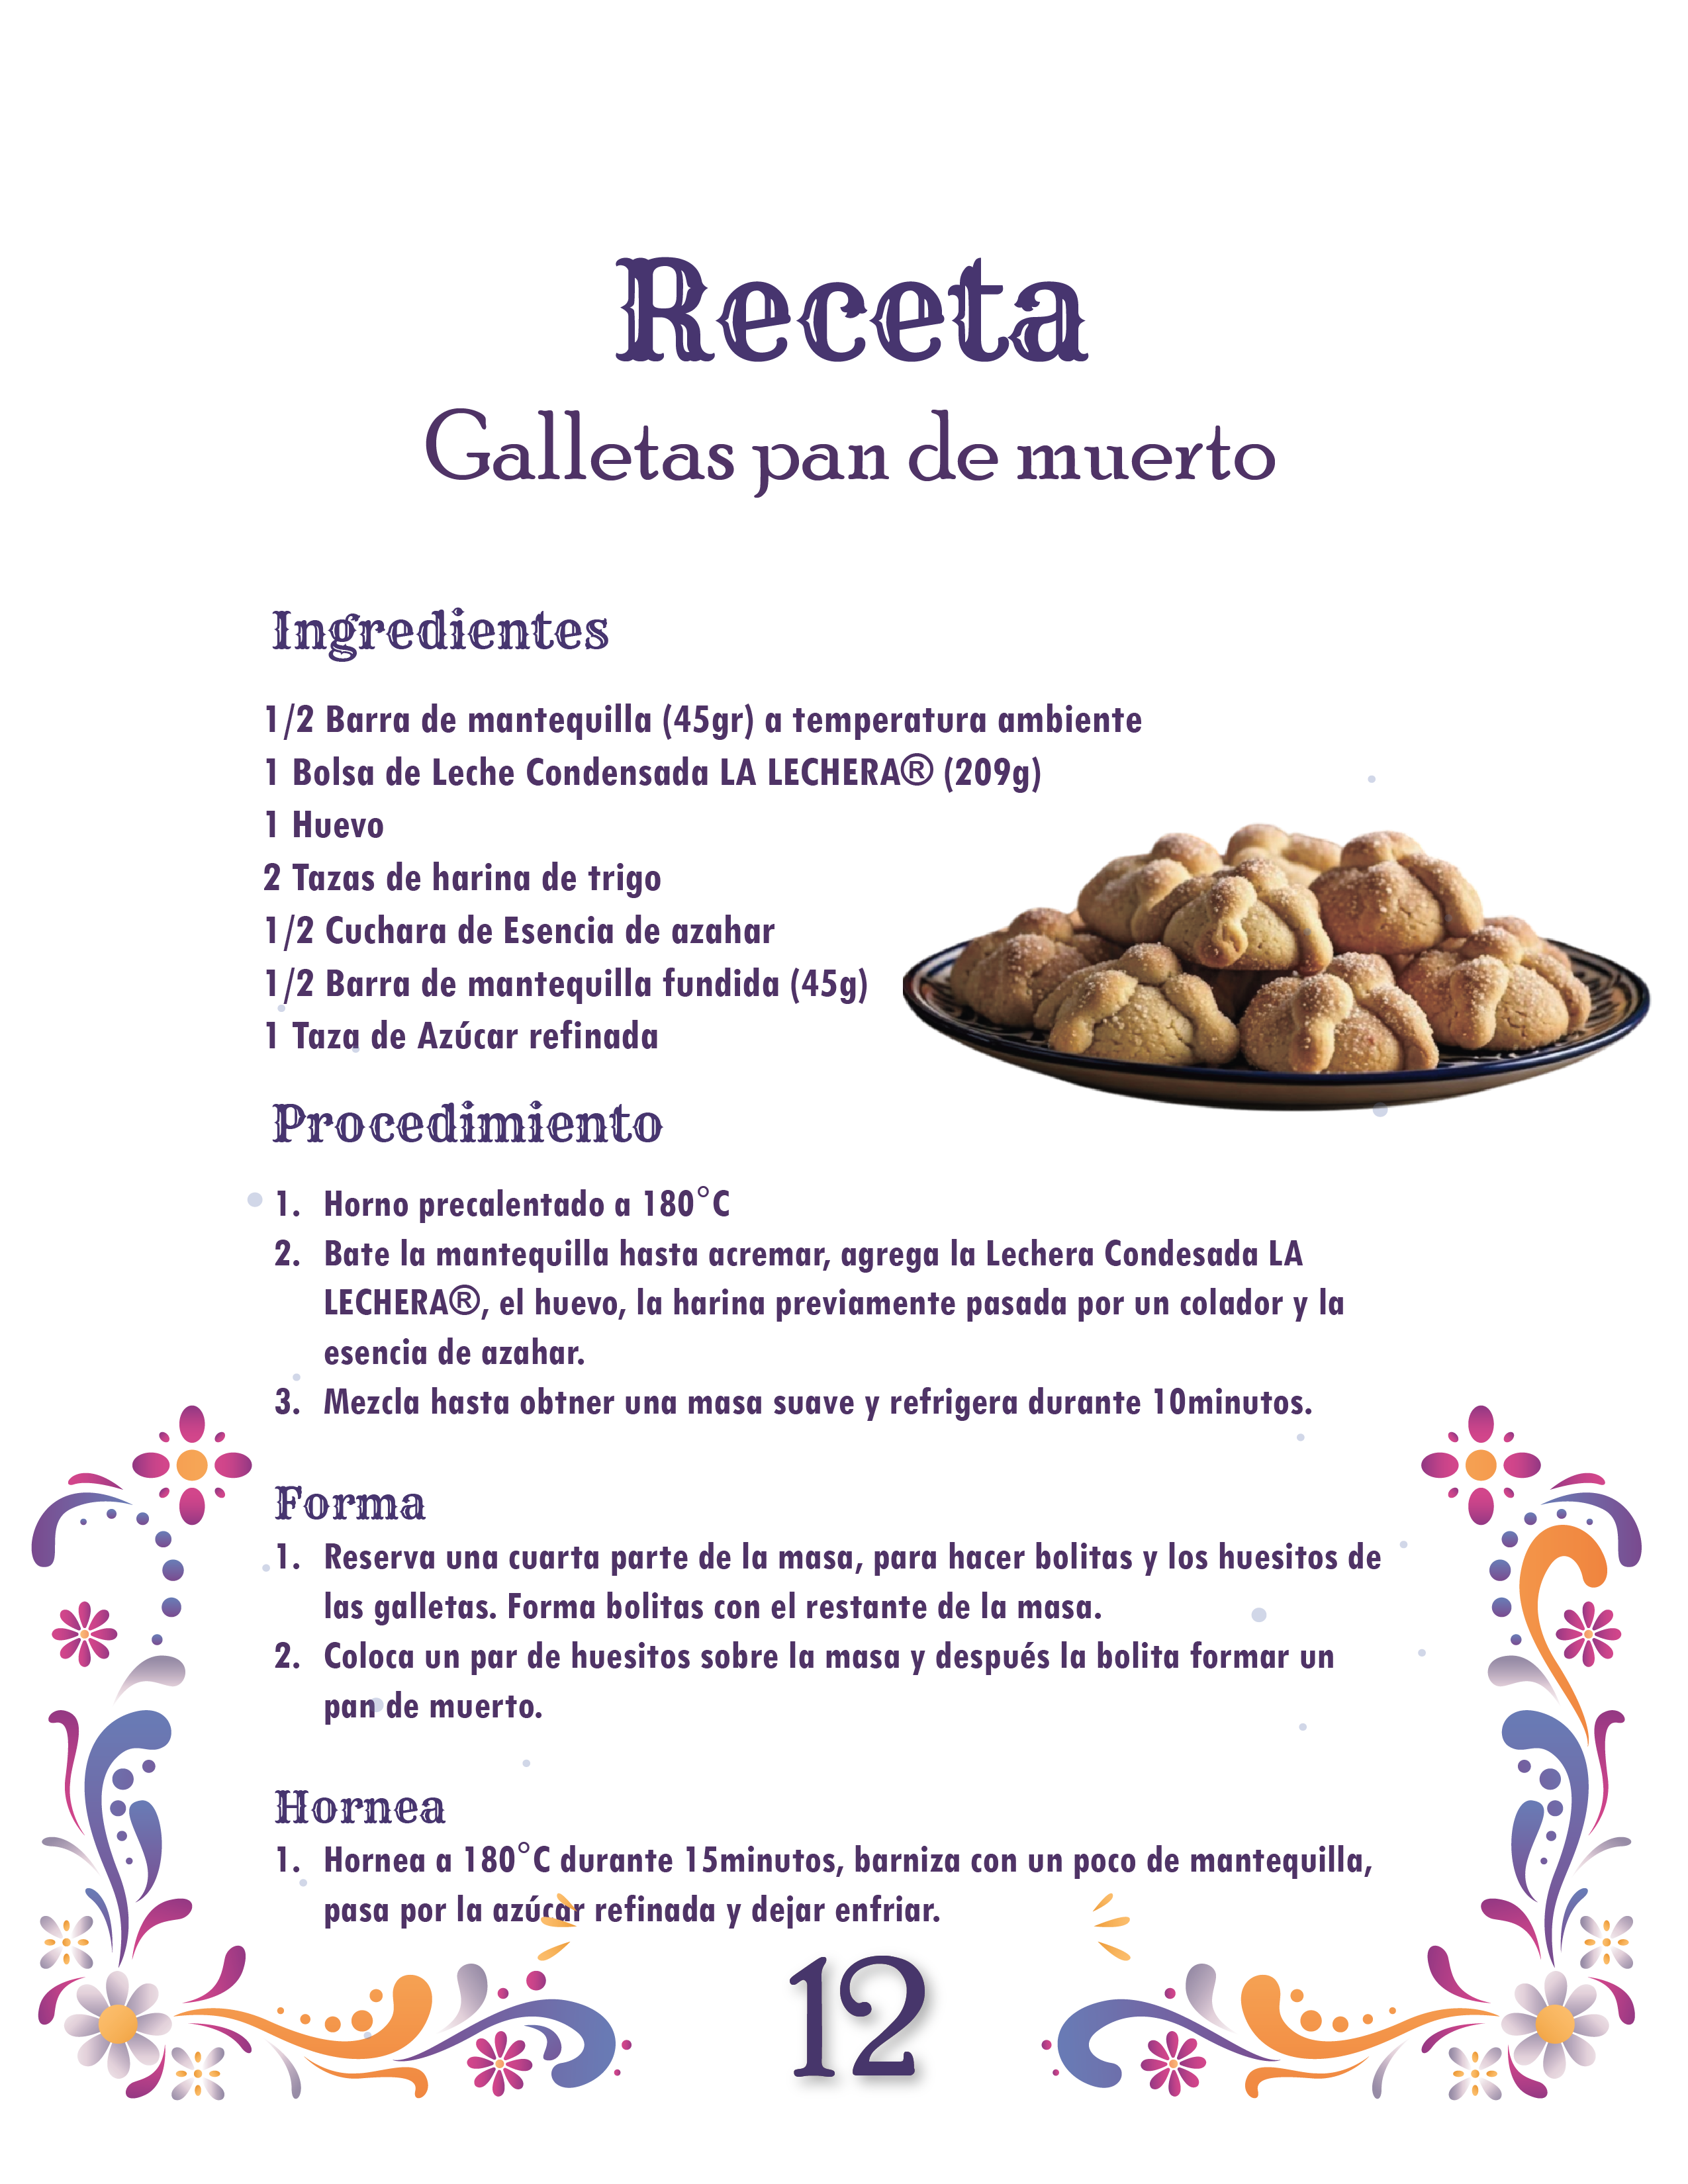 Receta
Galletas pan de muerto
Ingredientes
1/2 Barra de mantequilla (45gr) a temperatura ambiente
1 Bolsa de Leche Condensada LA LECHERA® (209g)
1 Huevo
2 Tazas de harina de trigo
1/2 Cuchara de Esencia de azahar
1/2 Barra de mantequilla fundida (45g)
1 Taza de Azúcar refinada
Procedimiento
1. Horno precalentado a 180°C
2. Bate la mantequilla hasta acremar, agrega la Lechera Condesada LA
LECHERA®, el huevo, la harina previamente pasada por un colador y la
esencia de azahar.
3. Mezcla hasta obtner una masa suave y refrigera durante 10minutos.
Forma
1. Reserva una cuarta parte de la masa, para hacer bolitas y los huesitos de
las galletas. Forma bolitas con el restante de la masa.
2. Coloca un par de huesitos sobre la masa y después la bolita formar un
pan de muerto.
Hornea
1. Hornea a 180°C durante 15minutos, barniza con un poco de mantequilla,
pasa por la azúcar refinada y dejar enfriar.
12